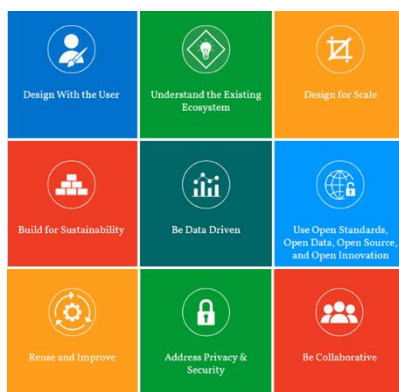 Design With the User
Understand the Existing
Ecosystem
Design for Scale
Build for Sustainability
Be Data Driven
Use Open Standards,
Open Data, Open Source,
and Open Innovation
Reuse and Improve
Address Privacy &
Security
Be Collaborative